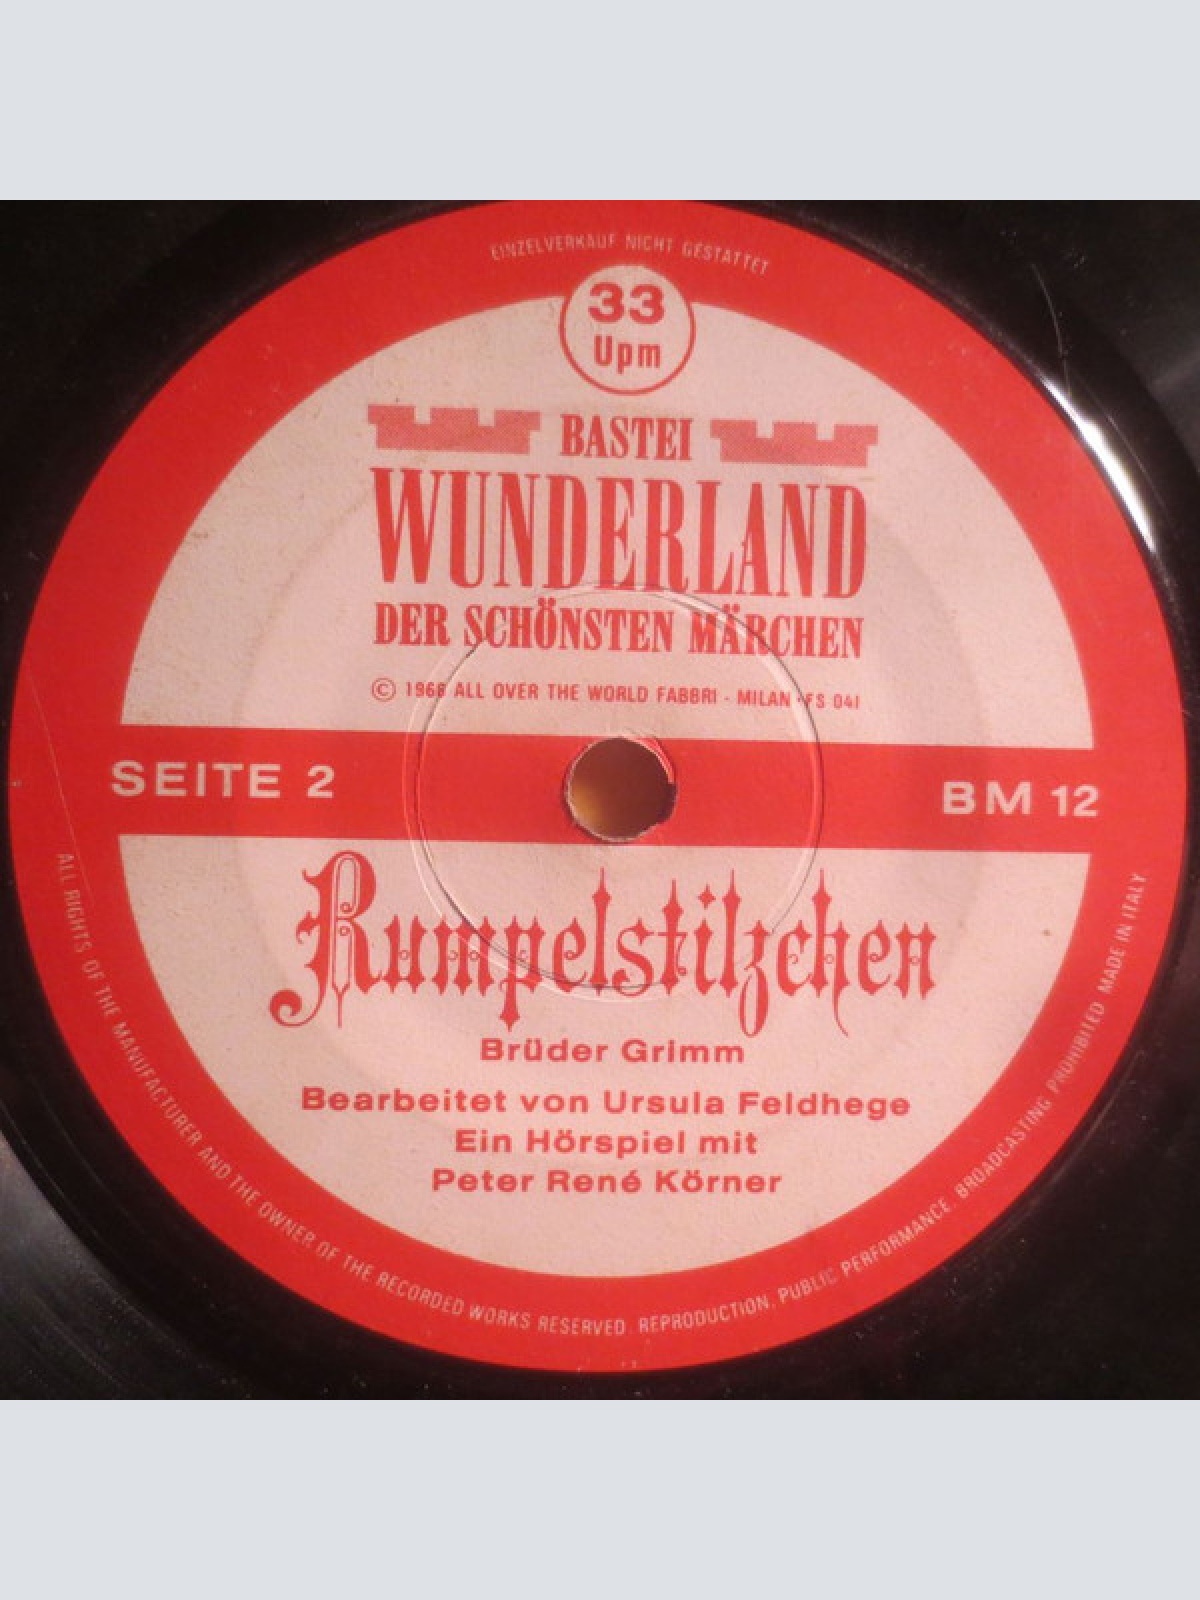 EINZELVERKAUF NICHT GESTATTET
33
Upm
BASTEI
WUNDERLAND
DER SCHÖNSTEN MÄRCHEN
© 1968 ALL OVER THE WORLD FABBRI - MILAN · FS 041
SEITE 2
BM 12
Rumpelstilzchen
Brüder Grimm
Bearbeitet von Ursula Feldhege
Ein Hörspiel mit
Peter René Körner
ALL RIGHTS OF THE MANUFACTURER AND THE OWNER OF THE RECORDED WORKS RESERVED. REPRODUCTION, PUBLIC PERFORMANCE, BROADCASTING PROHIBITED MADE IN ITALY